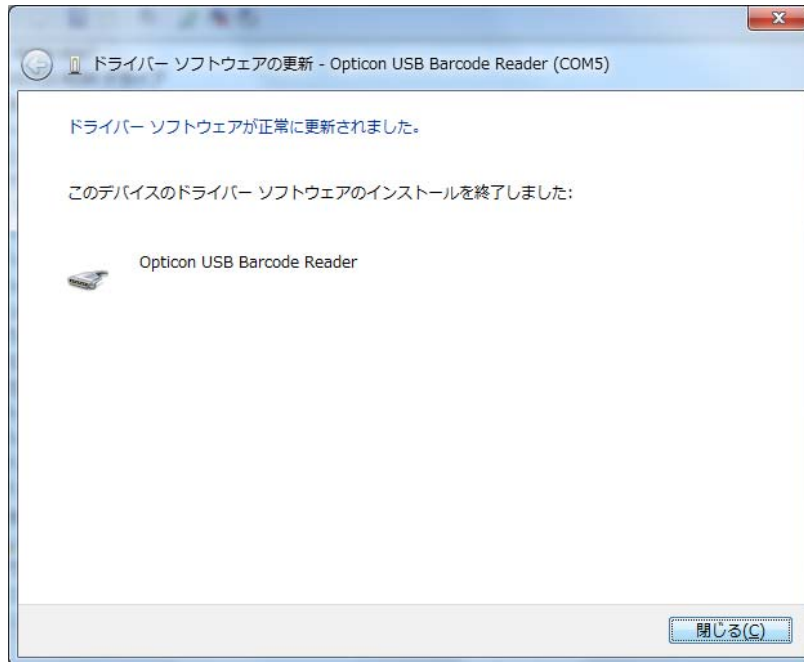 ドライバー ソフトウェアの更新 - Opticon USB Barcode Reader (COM5)
ドライバー ソフトウェアが正常に更新されました。
このデバイスのドライバー ソフトウェアのインストールを終了しました:
Opticon USB Barcode Reader
閉じる(C)